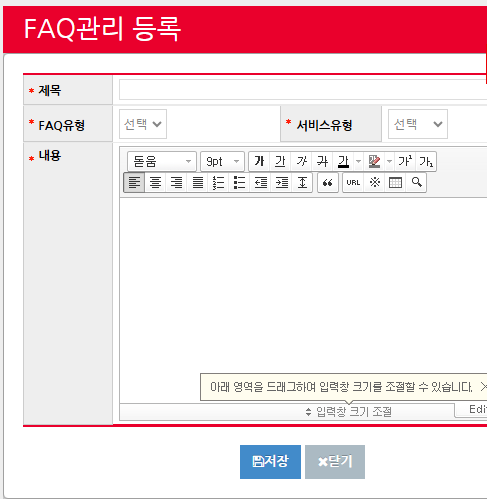 FAQ관리 등록
* 제목
* FAQ유형 선택 * 서비스유형 선택
* 내용
돋움 9pt 가 가 가 가 가 가² 가₂
“ URL ※
아래 영역을 드래그하여 입력창 크기를 조절할 수 있습니다. ×
입력창 크기 조절 Edi
저장 ×닫기